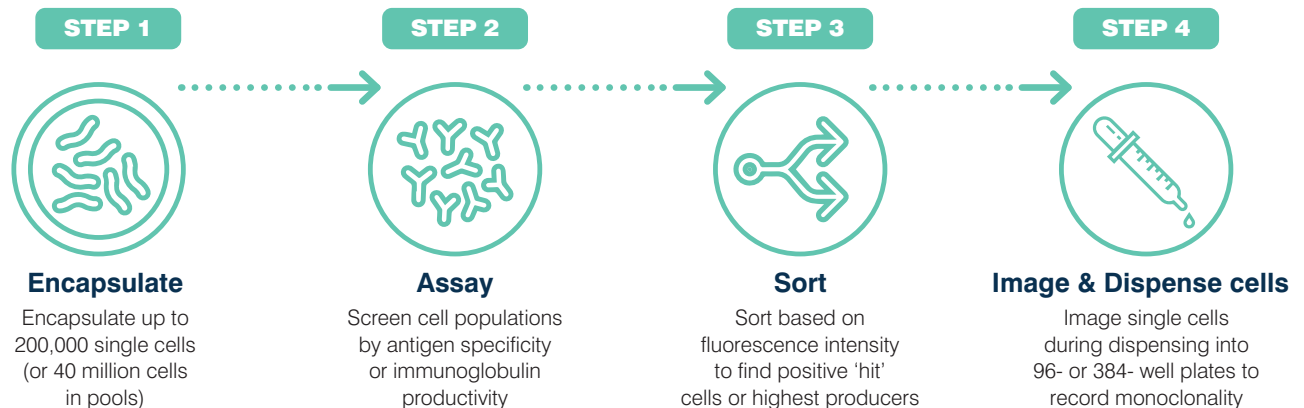 STEP 1
STEP 2
STEP 3
STEP 4
Encapsulate
Encapsulate up to
200,000 single cells
(or 40 million cells
in pools)
Assay
Screen cell populations
by antigen specificity
or immunoglobulin
productivity
Sort
Sort based on
fluorescence intensity
to find positive ‘hit’
cells or highest producers
Image & Dispense cells
Image single cells
during dispensing into
96- or 384- well plates to
record monoclonality